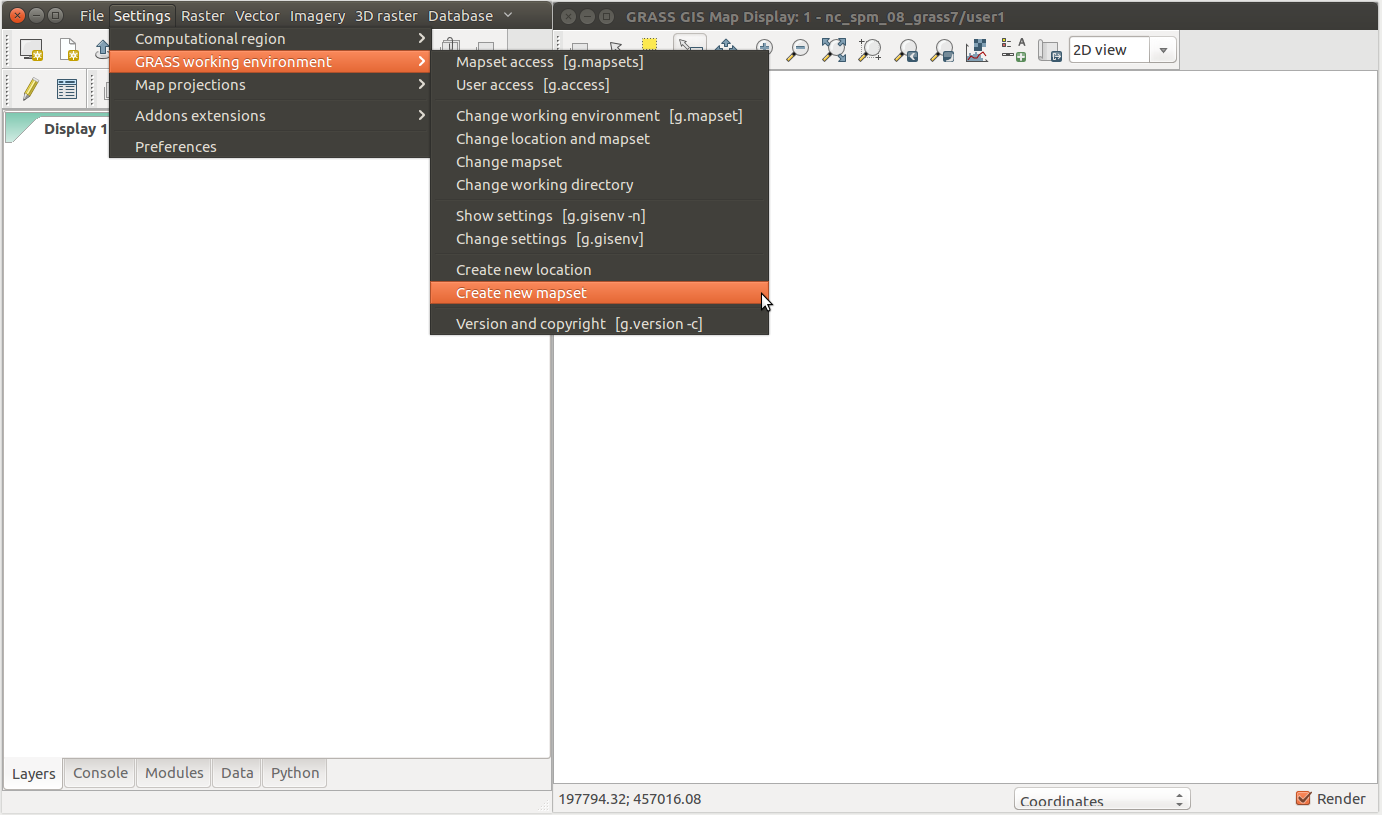 File Settings Raster Vector Imagery 3D raster Database
GRASS GIS Map Display: 1 - nc_spm_08_grass7/user1
Computational region
GRASS working environment
Map projections
Addons extensions
Preferences
Mapset access [g.mapsets]
User access [g.access]
Change working environment [g.mapset]
Change location and mapset
Change mapset
Change working directory
Show settings [g.gisenv -n]
Change settings [g.gisenv]
Create new location
Create new mapset
Version and copyright [g.version -c]
2D view
A
Display 1
Layers Console Modules Data Python
197794.32; 457016.08
Coordinates
Render